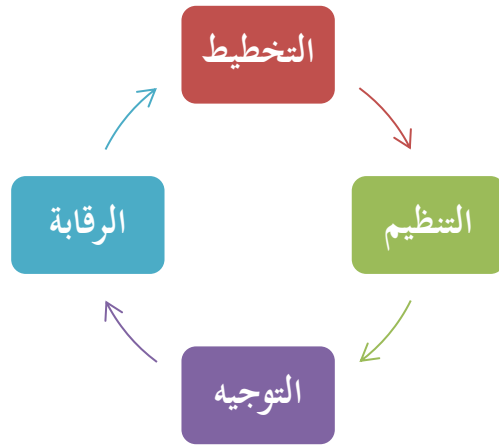 التخطيط
التنظيم
التوجيه
الرقابة